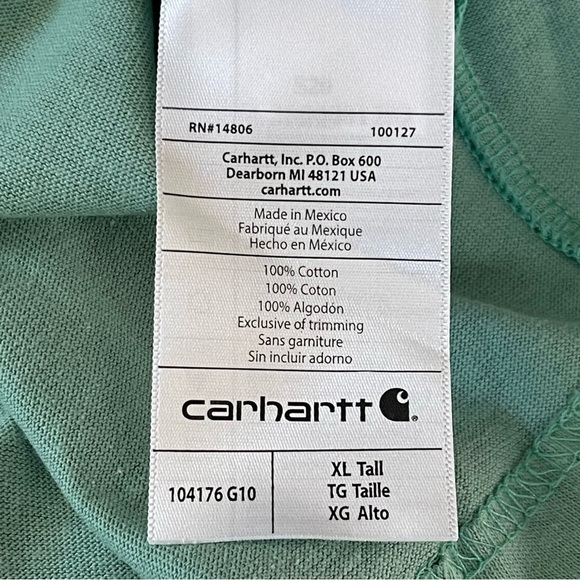 RN#14806 100127
Carhartt, Inc. P.O. Box 600
Dearborn MI 48121 USA
carhartt.com
Made in Mexico
Fabriqué au Mexique
Hecho en México
100% Cotton
100% Coton
100% Algodón
Exclusive of trimming
Sans garniture
Sin incluir adorno
carhartt
104176 G10
XL Tall
TG Taille
XG Alto